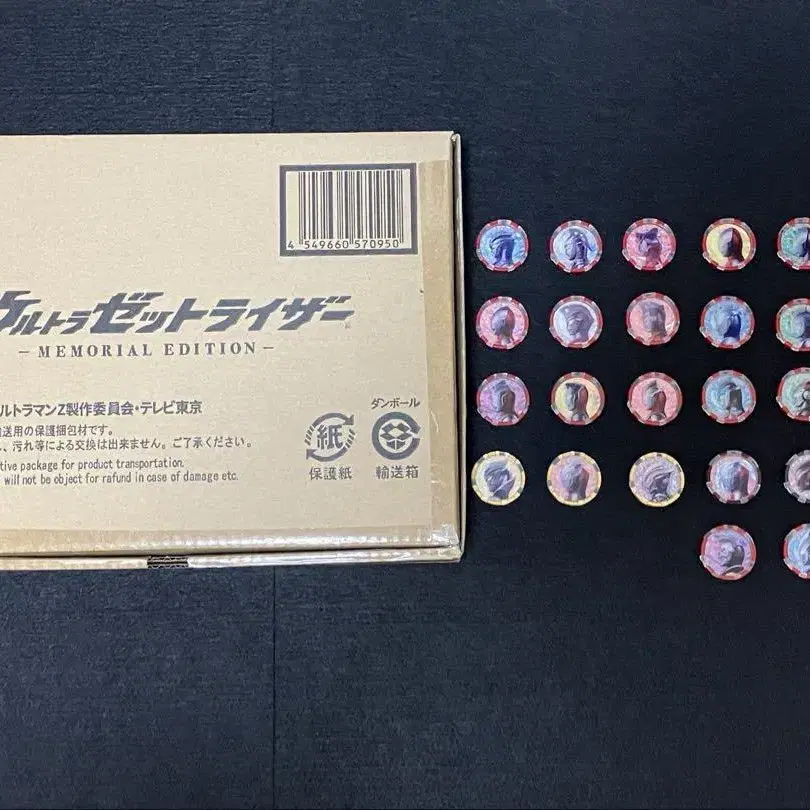 4 549660 570950
ウルトラゼットライザー
- MEMORIAL EDITION -
ルトラマンZ製作委員会・テレビ東京
送用の保護梱包材です。
、汚れ等による交換は出来ません。ご了承ください。
tive package for product transportation.
will not be object for rafund in case of damage etc.
紙
保護紙
ダンボール
輸送箱